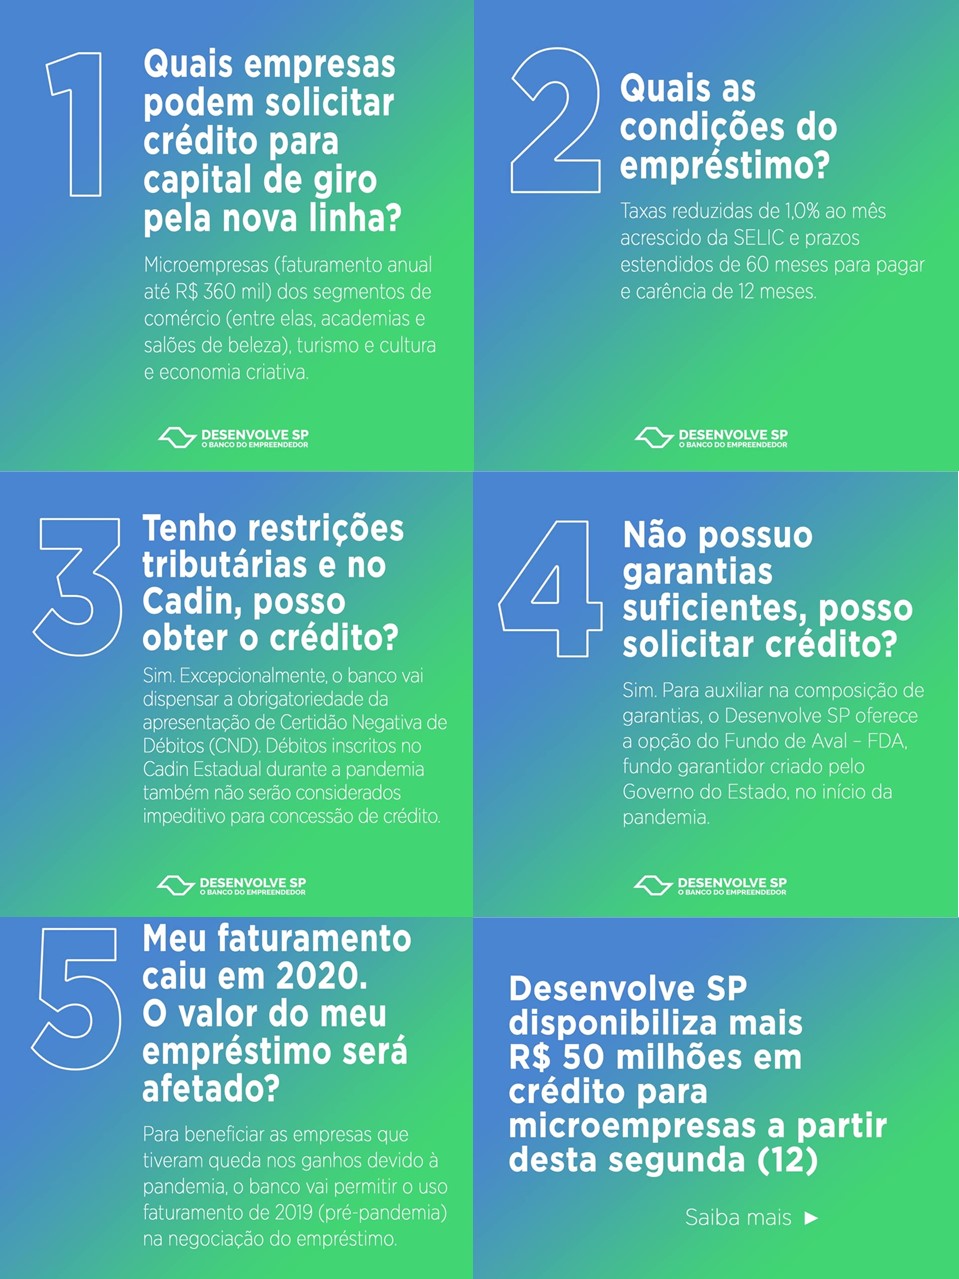 1
Quais empresas
podem solicitar
crédito para
capital de giro
pela nova linha?
Microempresas (faturamento anual
até R$ 360 mil) dos segmentos de
comércio (entre elas, academias e
salões de beleza), turismo e cultura
e economia criativa.
DESENVOLVE SP
O BANCO DO EMPREENDEDOR
2
Quais as
condições do
empréstimo?
Taxas reduzidas de 1,0% ao mês
acrescido da SELIC e prazos
estendidos de 60 meses para pagar
e carência de 12 meses.
DESENVOLVE SP
O BANCO DO EMPREENDEDOR
3
Tenho restrições
tributárias e no
Cadin, posso
obter o crédito?
Sim. Excepcionalmente, o banco vai
dispensar a obrigatoriedade da
apresentação de Certidão Negativa de
Débitos (CND). Débitos inscritos no
Cadin Estadual durante a pandemia
também não serão considerados
impeditivo para concessão de crédito.
DESENVOLVE SP
O BANCO DO EMPREENDEDOR
4
Não possuo
garantias
suficientes, posso
solicitar crédito?
Sim. Para auxiliar na composição de
garantias, o Desenvolve SP oferece
a opção do Fundo de Aval – FDA,
fundo garantidor criado pelo
Governo do Estado, no início da
pandemia.
DESENVOLVE SP
O BANCO DO EMPREENDEDOR
5
Meu faturamento
caiu em 2020.
O valor do meu
empréstimo será
afetado?
Para beneficiar as empresas que
tiveram queda nos ganhos devido à
pandemia, o banco vai permitir o uso
faturamento de 2019 (pré-pandemia)
na negociação do empréstimo.
Desenvolve SP
disponibiliza mais
R$ 50 milhões em
crédito para
microempresas a partir
desta segunda (12)
Saiba mais ►